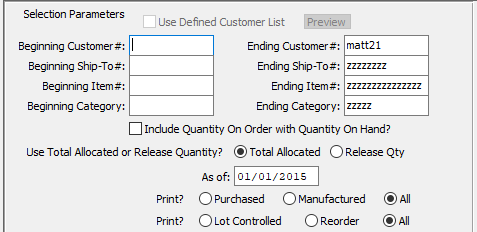 Selection Parameters
Use Defined Customer List Preview
Beginning Customer#: Ending Customer#: matt21
Beginning Ship-To#: Ending Ship-To#: zzzzzzzz
Beginning Item#: Ending Item#: zzzzzzzzzzzzzzz
Beginning Category: Ending Category: zzzzz
Include Quantity On Order with Quantity On Hand?
Use Total Allocated or Release Quantity? Total Allocated Release Qty
As of: 01/01/2015
Print? Purchased Manufactured All
Print? Lot Controlled Reorder All